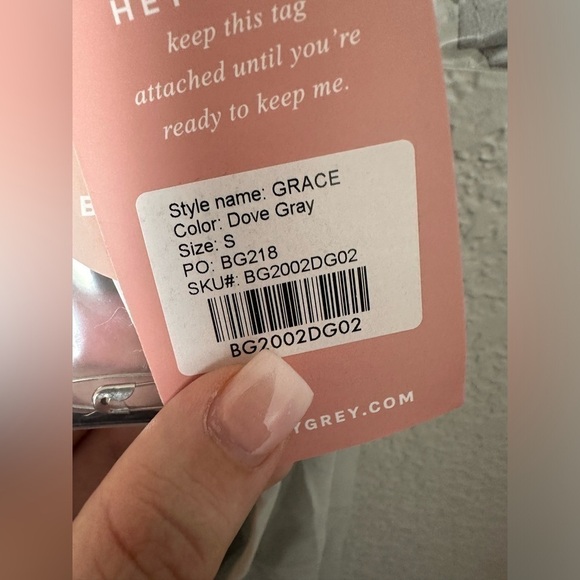 keep this tag
attached until you're
ready to keep me.
Style name: GRACE
Color: Dove Gray
Size: S
PO: BG218
SKU#: BG2002DG02
BG2002DG02
YGREY.COM